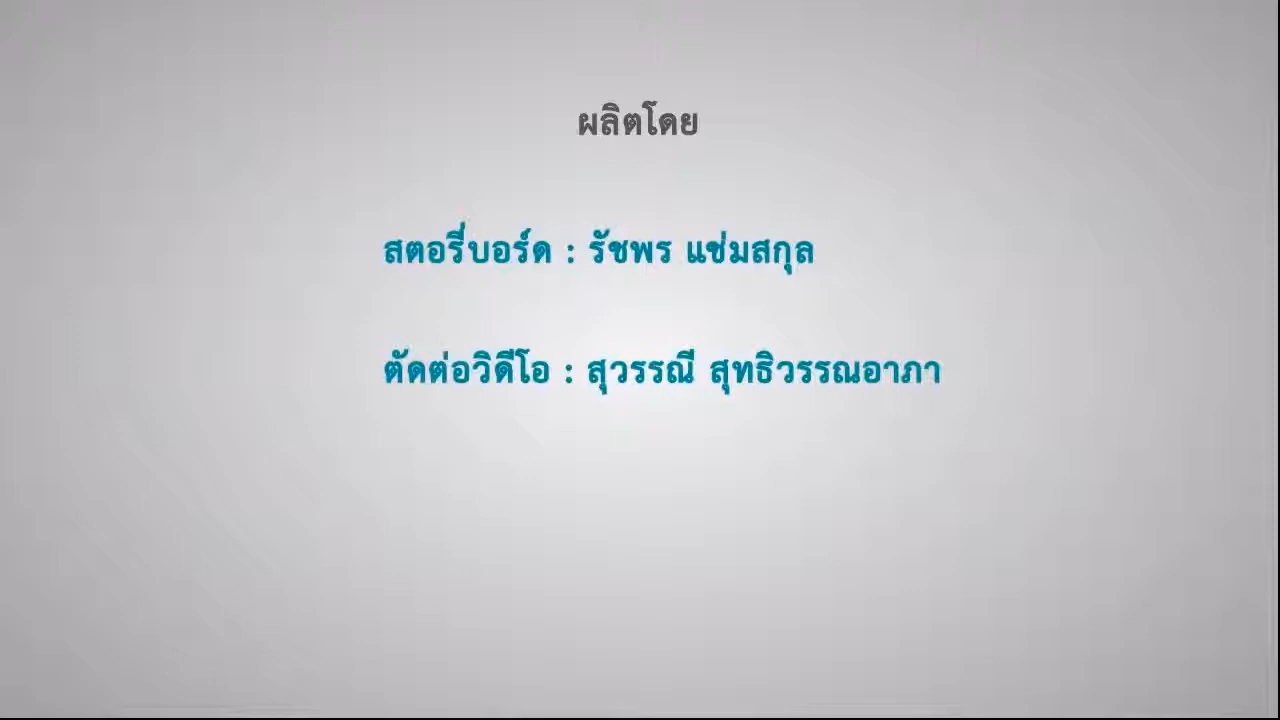 ผลิตโดย
สตอรี่บอร์ด : รัชพร แช่มสกุล
ตัดต่อวิดีโอ : สุวรรณี สุทธิวรรณอาภา